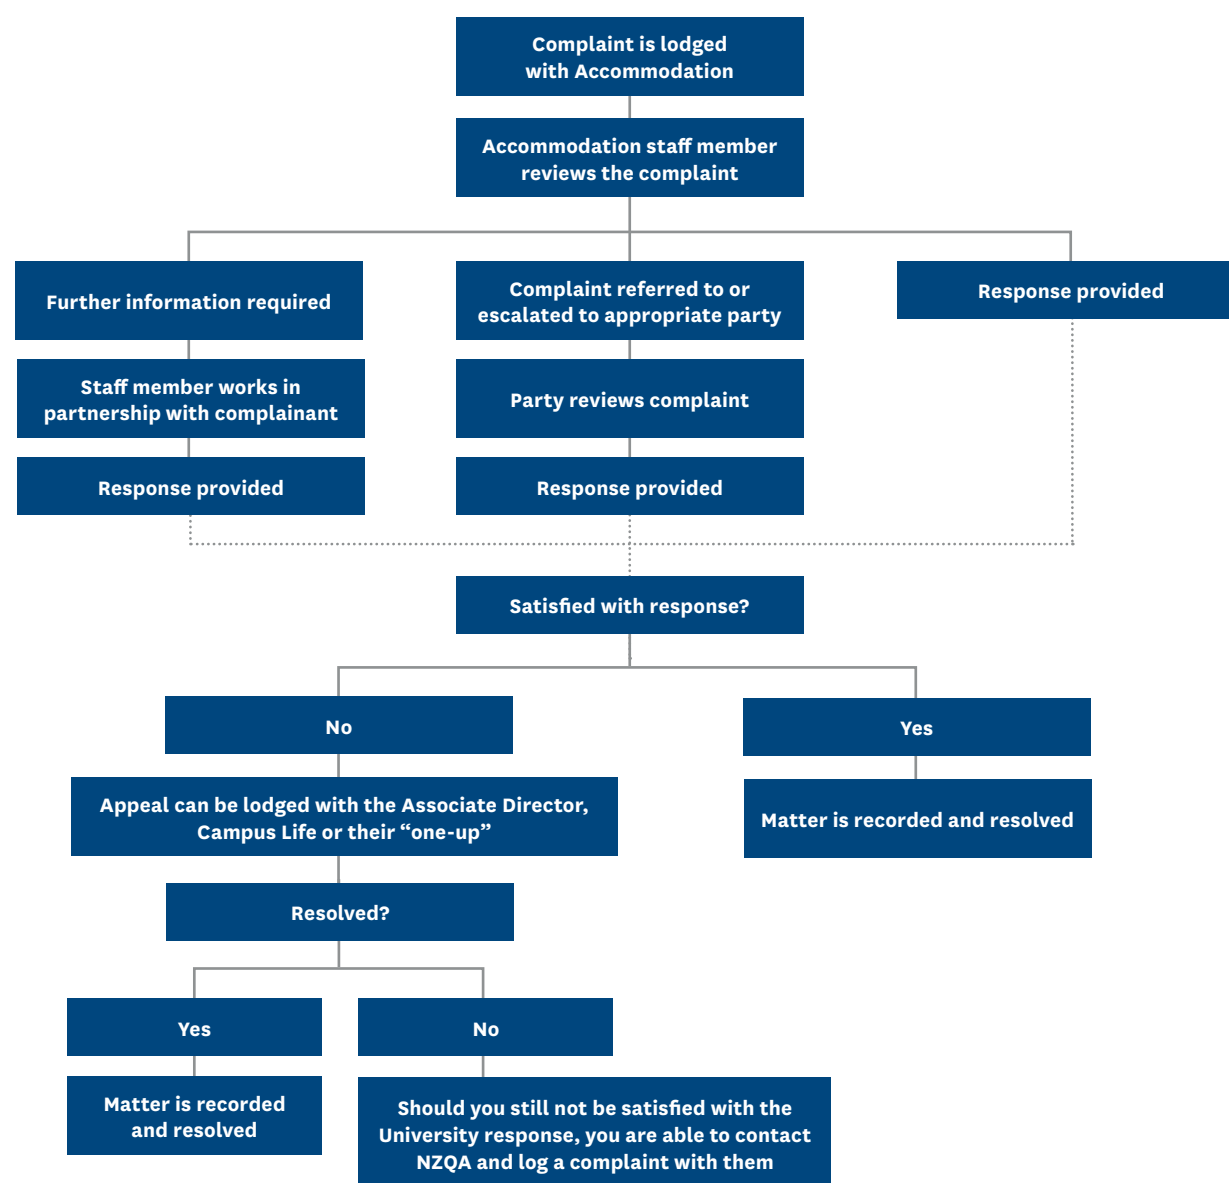 Complaint is lodged
with Accommodation
Accommodation staff member
reviews the complaint
Further information required
Complaint referred to or
escalated to appropriate party
Response provided
Staff member works in
partnership with complainant
Party reviews complaint
Response provided
Response provided
Satisfied with response?
No
Yes
Appeal can be lodged with the Associate Director,
Campus Life or their “one-up”
Matter is recorded and resolved
Resolved?
Yes
No
Matter is recorded
and resolved
Should you still not be satisfied with the
University response, you are able to contact
NZQA and log a complaint with them